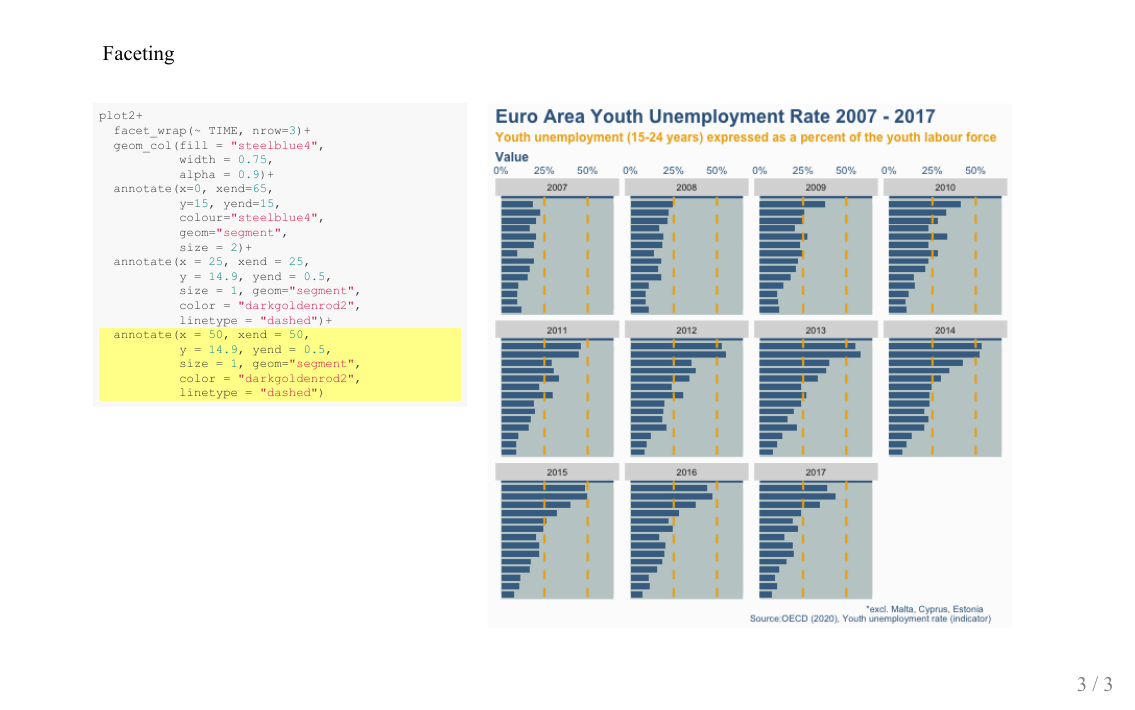 Faceting
plot2+
  facet_wrap(~ TIME, nrow=3)+
  geom_col(fill = "steelblue4",
           width = 0.75,
           alpha = 0.9)+
  annotate(x=0, xend=65,
           y=15, yend=15,
           colour="steelblue4",
           geom="segment",
           size = 2)+
  annotate(x = 25, xend = 25,
           y = 14.9, yend = 0.5,
           size = 1, geom="segment",
           color = "darkgoldenrod2",
           linetype = "dashed")+
  annotate(x = 50, xend = 50,
           y = 14.9, yend = 0.5,
           size = 1, geom="segment",
           color = "darkgoldenrod2",
           linetype = "dashed")
Euro Area Youth Unemployment Rate 2007 - 2017
Youth unemployment (15-24 years) expressed as a percent of the youth labour force
Value
0% 25% 50% 0% 25% 50% 0% 25% 50% 0% 25% 50%
2007 2008 2009 2010
2011 2012 2013 2014
2015 2016 2017
*excl. Malta, Cyprus, Estonia
Source:OECD (2020), Youth unemployment rate (indicator)
3 / 3